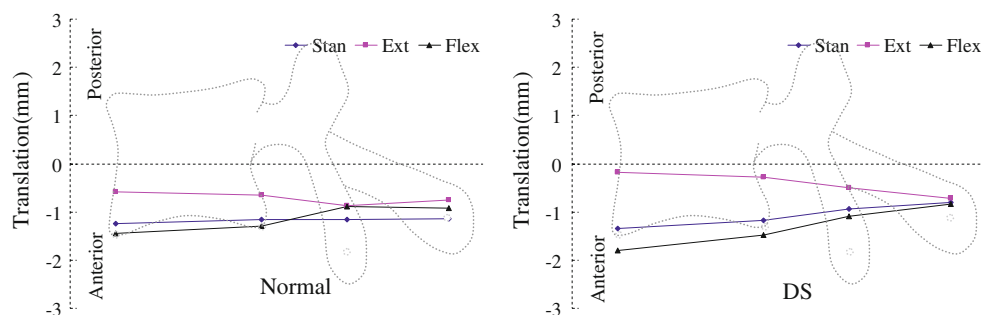 3
2
1
0
-1
-2
-3
Translation(mm)
Posterior
Anterior
Stan Ext Flex
Normal
3
2
1
0
-1
-2
-3
Translation(mm)
Posterior
Anterior
Stan Ext Flex
DS